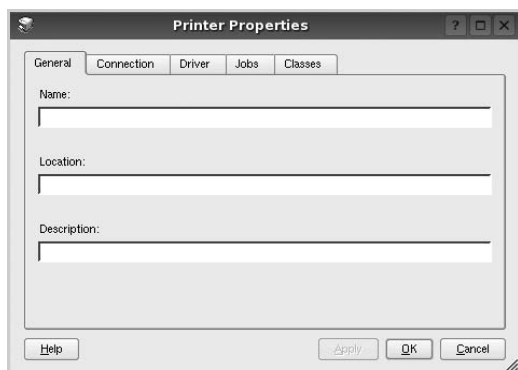 Printer Properties ?
General Connection Driver Jobs Classes
Name:
Location:
Description:
Help Apply OK Cancel